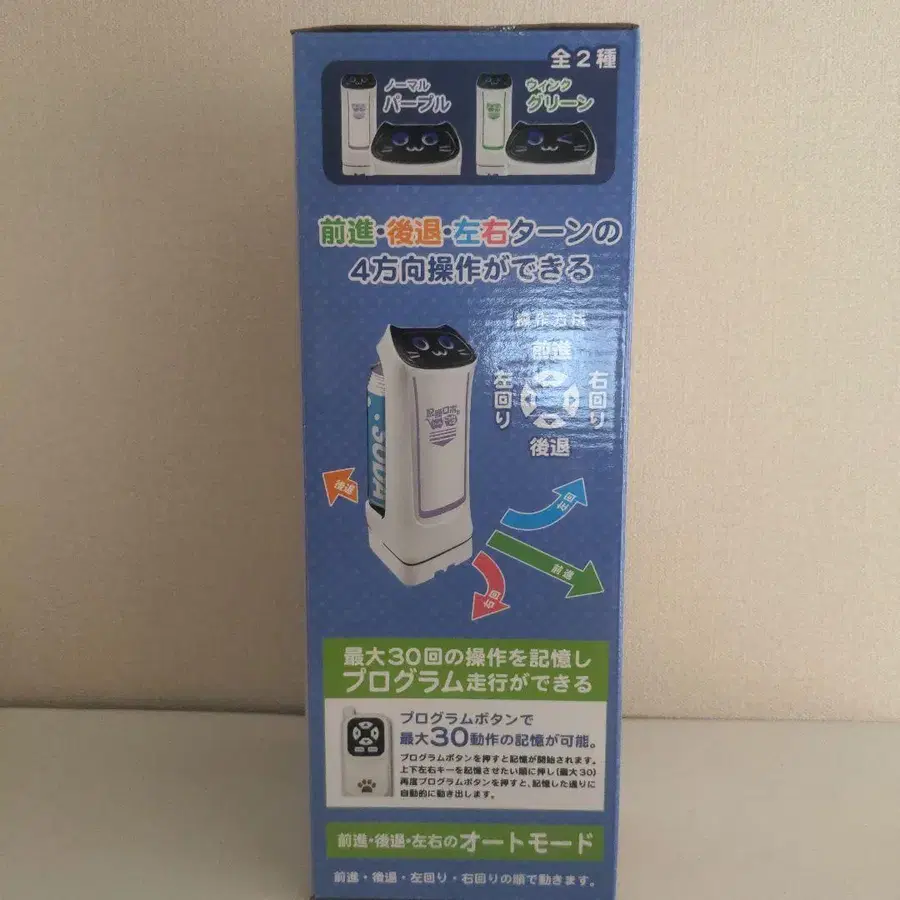 全2種
ノーマル
パープル
ウィンク
グリーン
前進・後退・左右ターンの
4方向操作ができる
操作方法
前進
左回り
右回り
後退
配膳ロボ
SODA
後退
左回
前進
右回
最大30回の操作を記憶し
プログラム走行ができる
プログラムボタンで
最大30動作の記憶が可能。
プログラムボタンを押すと記憶が開始されます。
上下左右キーを記憶させたい順に押し(最大30)
再度プログラムボタンを押すと、記憶した通りに
自動的に動き出します。
前進・後退・左右のオートモード
前進・後退・左回り・右回りの順で動きます。